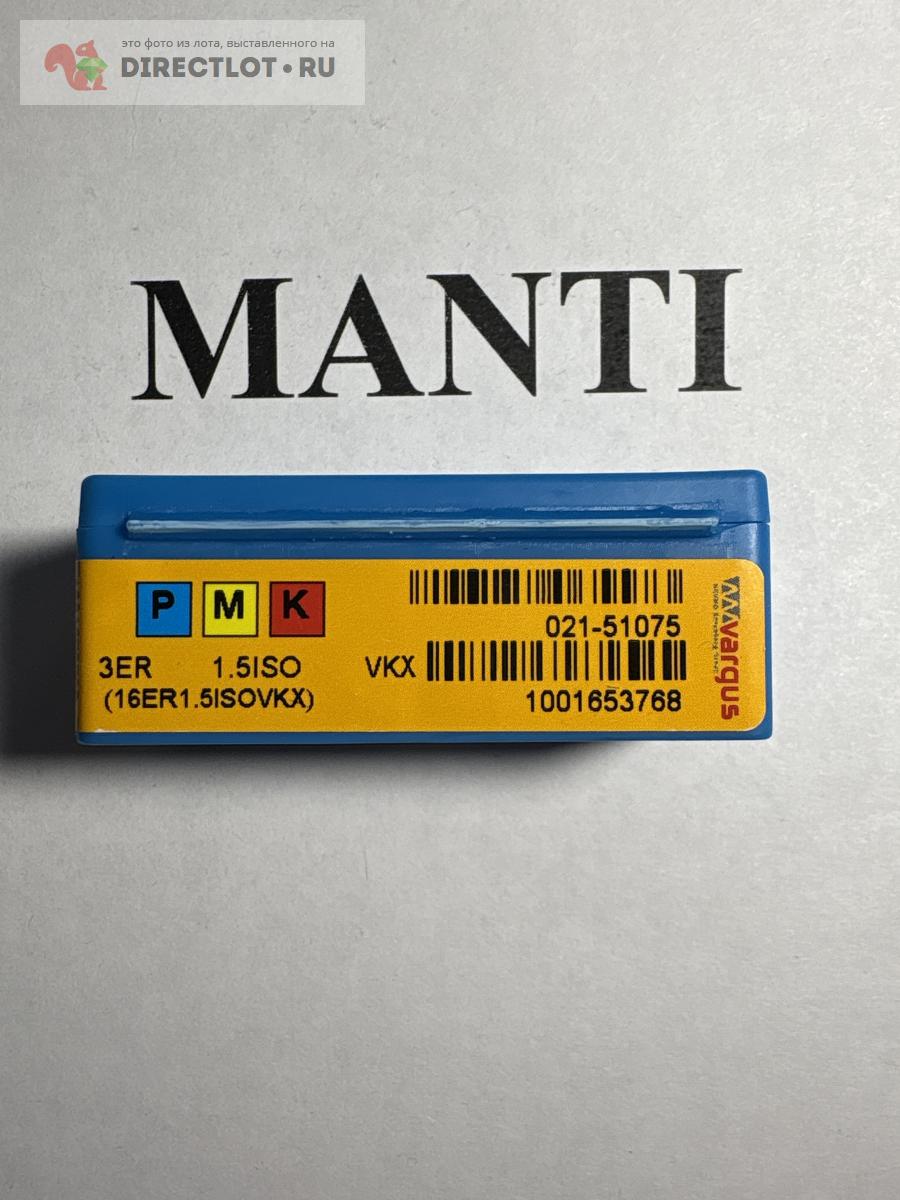 это фото из лота, выставленного на
DIRECTLOT•RU
MANTI
P M K
021-51075
3ER 1.5ISO VKX
(16ER1.5ISOVKX)
1001653768
vargus